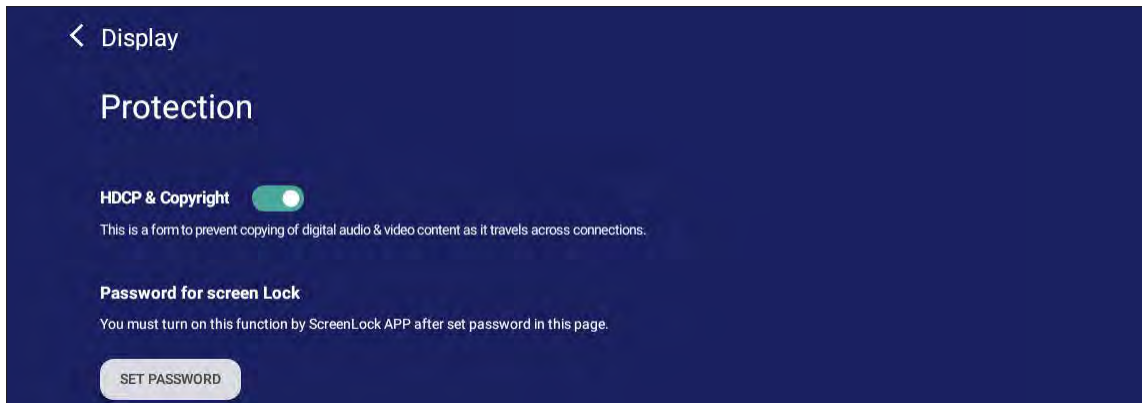 Display
Protection
HDCP & Copyright
This is a form to prevent copying of digital audio & video content as it travels across connections.
Password for screen Lock
You must turn on this function by ScreenLock APP after set password in this page.
SET PASSWORD